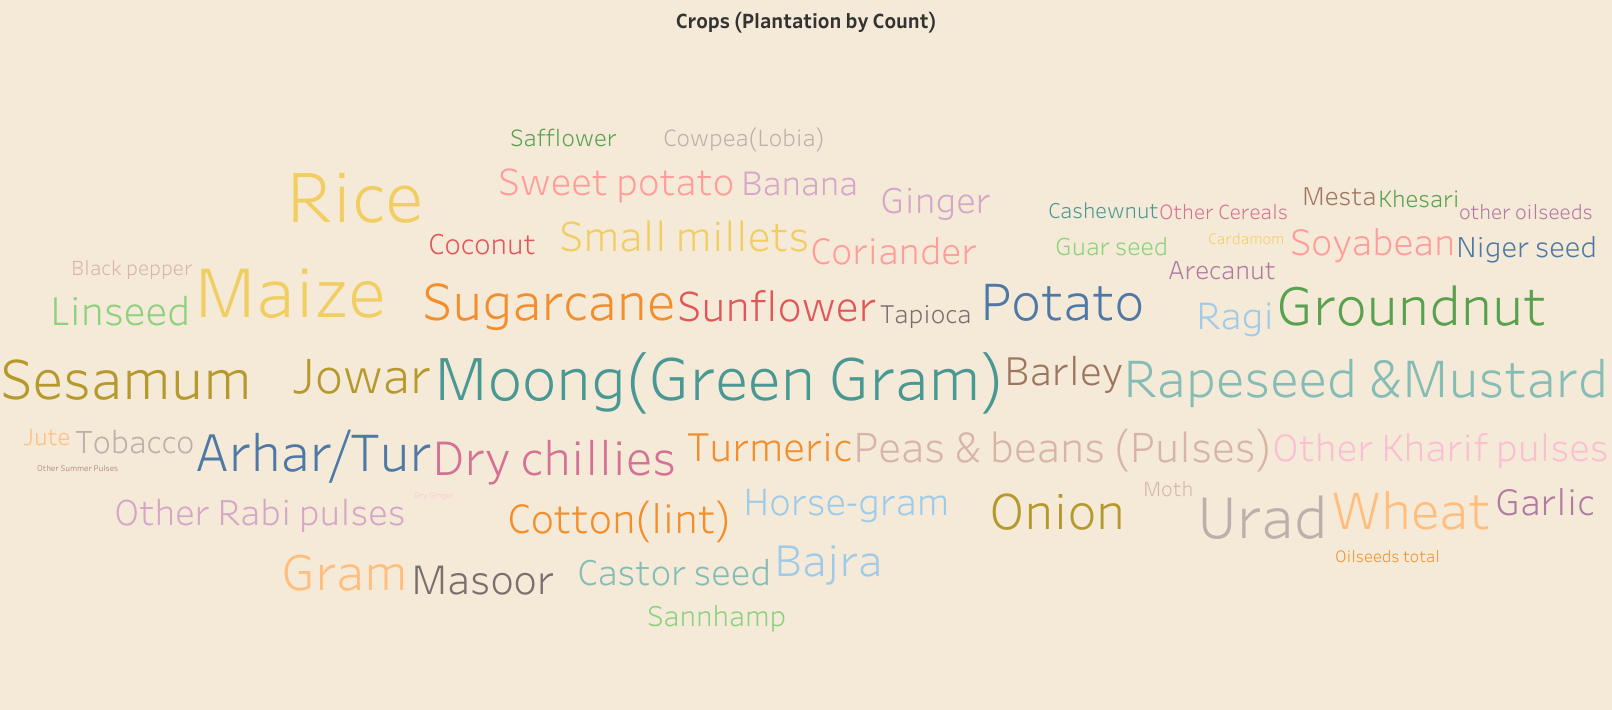 Crops (Plantation by Count)
Safflower Cowpea(Lobia)
Rice Sweet potato Banana Ginger Cashewnut Other Cereals Mesta Khesari other oilseeds
Coconut Small millets Coriander Guar seed Cardamom Soyabean Niger seed
Black pepper Arecanut
Linseed Maize Sugarcane Sunflower Tapioca Potato Ragi Groundnut
Sesamum Jowar Moong(Green Gram) Barley Rapeseed &Mustard
Jute Tobacco Arhar/Tur Dry chillies Turmeric Peas & beans (Pulses) Other Kharif pulses
Other Summer Pulses
Dry Ginger Moth
Other Rabi pulses Cotton(lint) Horse-gram Onion Urad Wheat Garlic
Oilseeds total
Gram Masoor Castor seed Bajra
Sannhamp